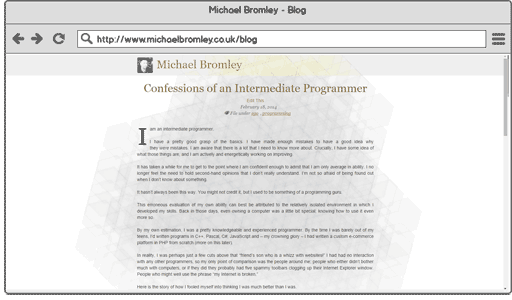 Michael Bromley - Blog
http://www.michaelbromley.co.uk/blog
Michael Bromley
Confessions of an Intermediate Programmer
Edit This
February 28, 2014
File under ego, programming
I am an intermediate programmer.
I have a pretty good grasp of the basics. I have made enough mistakes to have a good idea why
they were mistakes. I am aware that there is a lot that I need to know more about. Crucially, I have some idea of
what those things are, and I am actively and energetically working on improving.
It has taken a while for me to get to the point where I am confident enough to admit that I am only average in ability. I no
longer feel the need to hold second-hand opinions that I don't really understand. I'm not so afraid of being found out
when I don't know about something.
It hasn't always been this way. You might not credit it, but I used to be something of a programming guru.
This erroneous evaluation of my own ability can best be attributed to the relatively isolated environment in which I
developed my skills. Back in those days, even owning a computer was a little bit special; knowing how to use it even
more so.
By my own estimation, I was a pretty knowledgeable and experienced programmer. By the time I was barely out of my
teens, I'd written programs in C++, Pascal, C#, JavaScript and – my crowning glory – I had written a custom e-commerce
platform in PHP from scratch (more on this later).
In reality, I was perhaps just a few cuts above that "friend's son who is a whizz with websites". I had had no interaction
with any other programmers, so my one point of comparison was the people around me: people who either didn't bother
much with computers, or if they did they probably had five spammy toolbars clogging up their Internet Explorer window.
People who might well use the phrase "my Internet is broken."
Here is the story of how I fooled myself into thinking I was much better than I was.